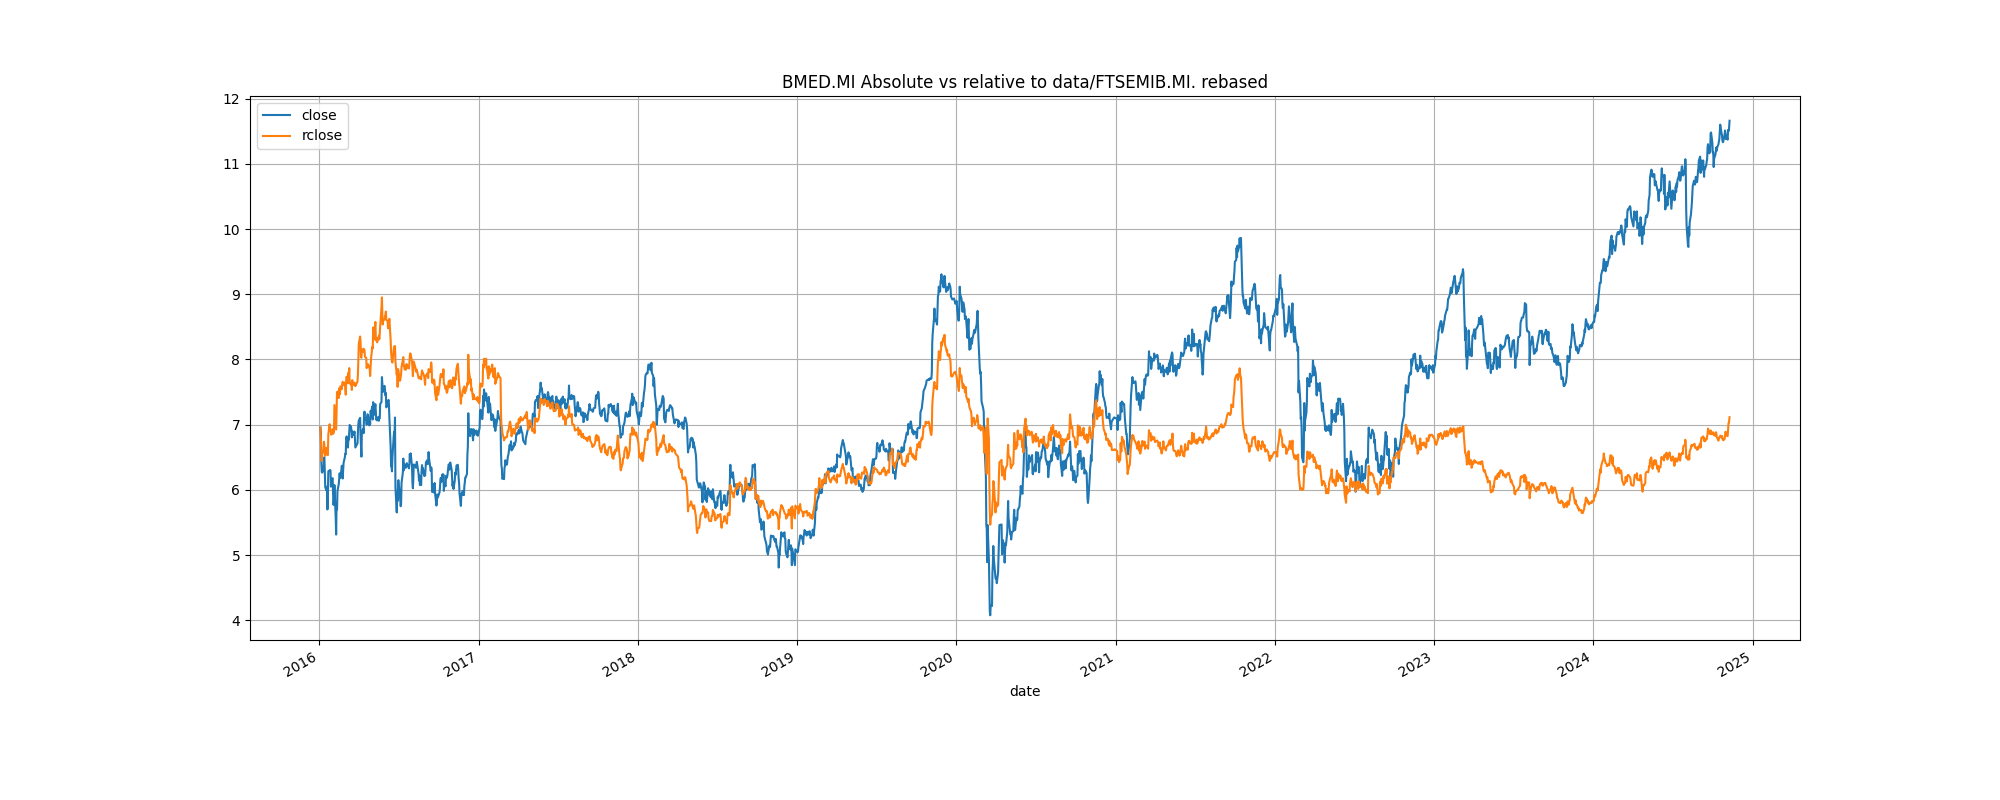 BMED.MI Absolute vs relative to data/FTSEMIB.MI. rebased
close
rclose
12
11
10
9
8
7
6
5
4
2016 2017 2018 2019 2020 2021 2022 2023 2024 2025
date